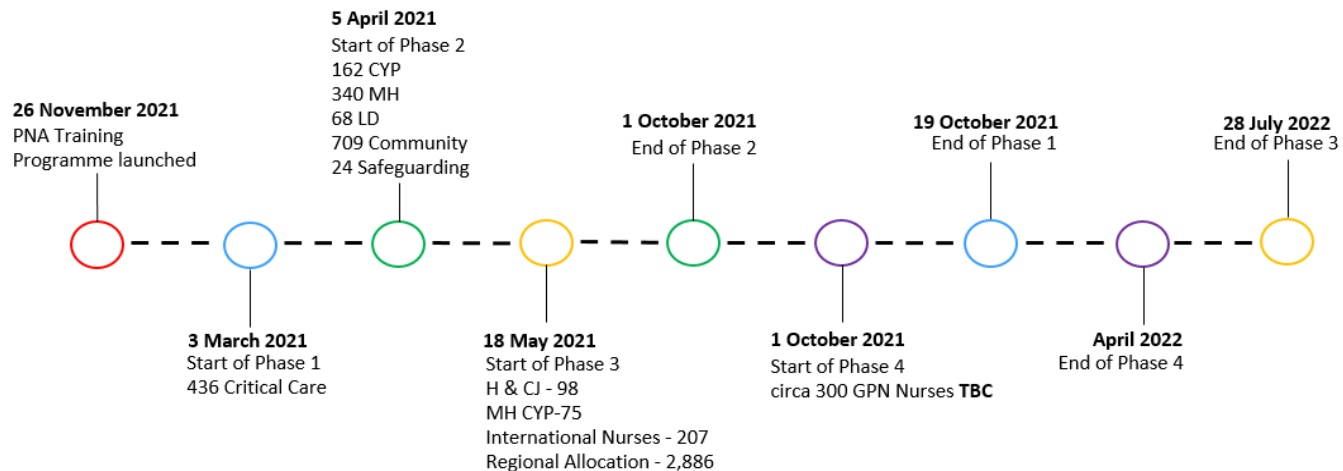 26 November 2021
PNA Training
Programme launched
3 March 2021
Start of Phase 1
436 Critical Care
5 April 2021
Start of Phase 2
162 CYP
340 MH
68 LD
709 Community
24 Safeguarding
18 May 2021
Start of Phase 3
H & CJ - 98
MH CYP-75
International Nurses - 207
Regional Allocation - 2,886
1 October 2021
End of Phase 2
1 October 2021
Start of Phase 4
circa 300 GPN Nurses TBC
19 October 2021
End of Phase 1
April 2022
End of Phase 4
28 July 2022
End of Phase 3